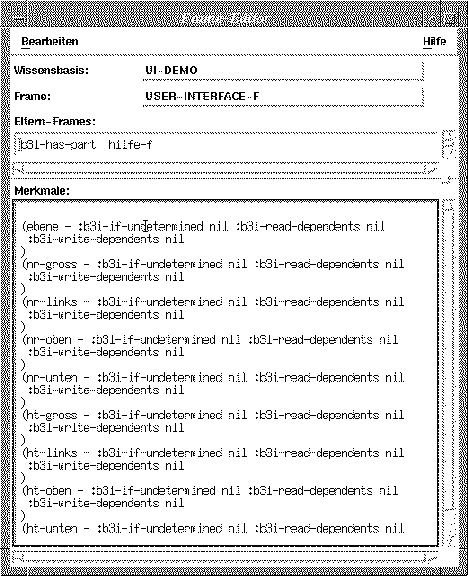 Bearbeiten Hilfe
Wissensbasis: UI-DEMO
Frame: USER-INTERFACE-F
Eltern-Frames:
b3i-has-part hilfe-f
Merkmale:
(ebene - :b3i-if-undetermined nil :b3i-read-dependents nil
:b3i-write-dependents nil
)
(nr-gross - :b3i-if-undetermined nil :b3i-read-dependents nil
:b3i-write-dependents nil
)
(nr-links - :b3i-if-undetermined nil :b3i-read-dependents nil
:b3i-write-dependents nil
)
(nr-oben - :b3i-if-undetermined nil :b3i-read-dependents nil
:b3i-write-dependents nil
)
(nr-unten - :b3i-if-undetermined nil :b3i-read-dependents nil
:b3i-write-dependents nil
)
(ht-gross - :b3i-if-undetermined nil :b3i-read-dependents nil
:b3i-write-dependents nil
)
(ht-links - :b3i-if-undetermined nil :b3i-read-dependents nil
:b3i-write-dependents nil
)
(ht-oben - :b3i-if-undetermined nil :b3i-read-dependents nil
:b3i-write-dependents nil
)
(ht-unten - :b3i-if-undetermined nil :b3i-read-dependents nil